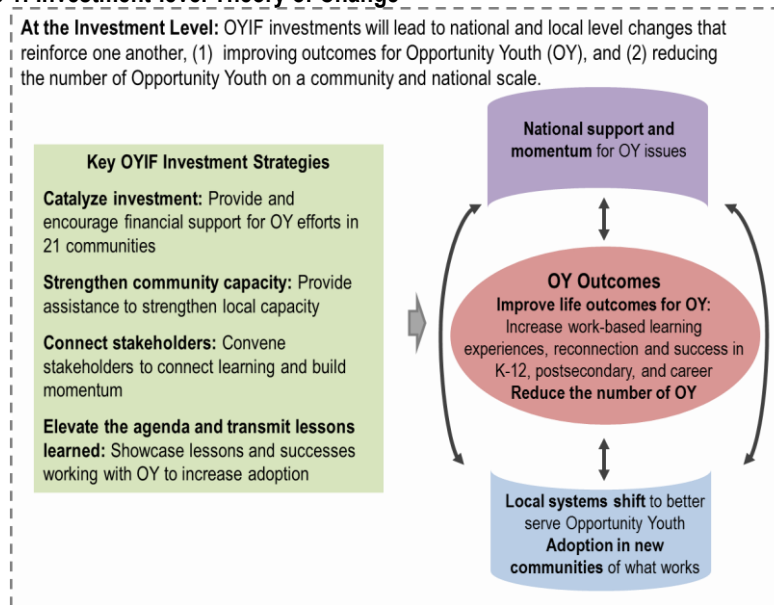 1. Investment-level Theory of Change
At the Investment Level: OYIF investments will lead to national and local level changes that
reinforce one another, (1) improving outcomes for Opportunity Youth (OY), and (2) reducing
the number of Opportunity Youth on a community and national scale.
Key OYIF Investment Strategies
Catalyze investment: Provide and
encourage financial support for OY efforts in
21 communities
Strengthen community capacity: Provide
assistance to strengthen local capacity
Connect stakeholders: Convene
stakeholders to connect learning and build
momentum
Elevate the agenda and transmit lessons
learned: Showcase lessons and successes
working with OY to increase adoption
National support and
momentum for OY issues
OY Outcomes
Improve life outcomes for OY:
Increase work-based learning
experiences, reconnection and success in
K-12, postsecondary, and career
Reduce the number of OY
Local systems shift to better
serve Opportunity Youth
Adoption in new
communities of what works